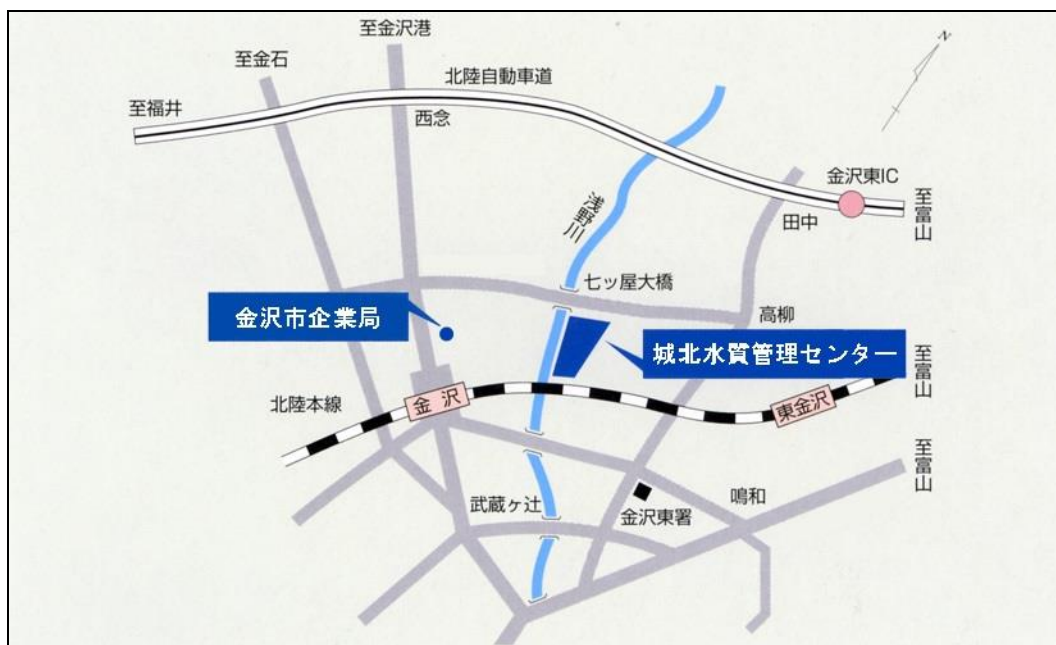 至金沢港
至金石
北陸自動車道
至福井
西念
N
金沢東IC
至富山
田中
浅野川
七ッ屋大橋
金沢市企業局
高柳
城北水質管理センター
至富山
北陸本線
金沢
東金沢
至富山
武蔵ヶ辻
金沢東署
鳴和